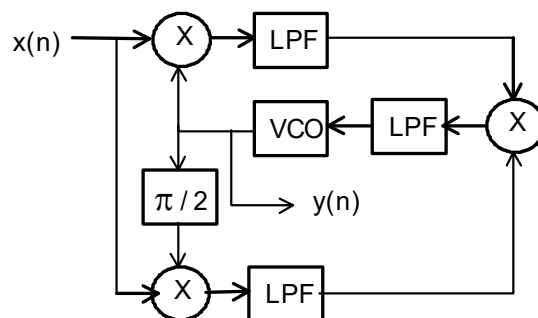 x(n) X LPF
VCO LPF X
π / 2 y(n)
X LPF